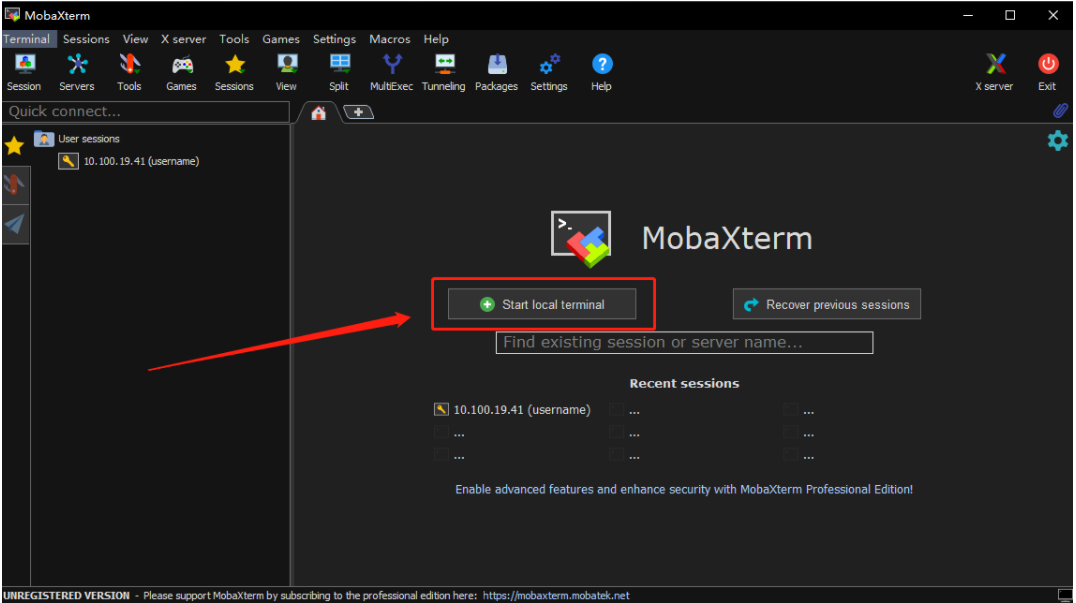 MobaXterm
Terminal Sessions View X server Tools Games Settings Macros Help
Session Servers Tools Games Sessions View Split MultiExec Tunneling Packages Settings Help X server Exit
Quick connect...
User sessions
10.100.19.41 (username)
>_
MobaXterm
Start local terminal
Recover previous sessions
Find existing session or server name...
Recent sessions
10.100.19.41 (username) ... ...
... ... ...
... ... ...
Enable advanced features and enhance security with MobaXterm Professional Edition!
UNREGISTERED VERSION - Please support MobaXterm by subscribing to the professional edition here: https://mobaxterm.mobatek.net